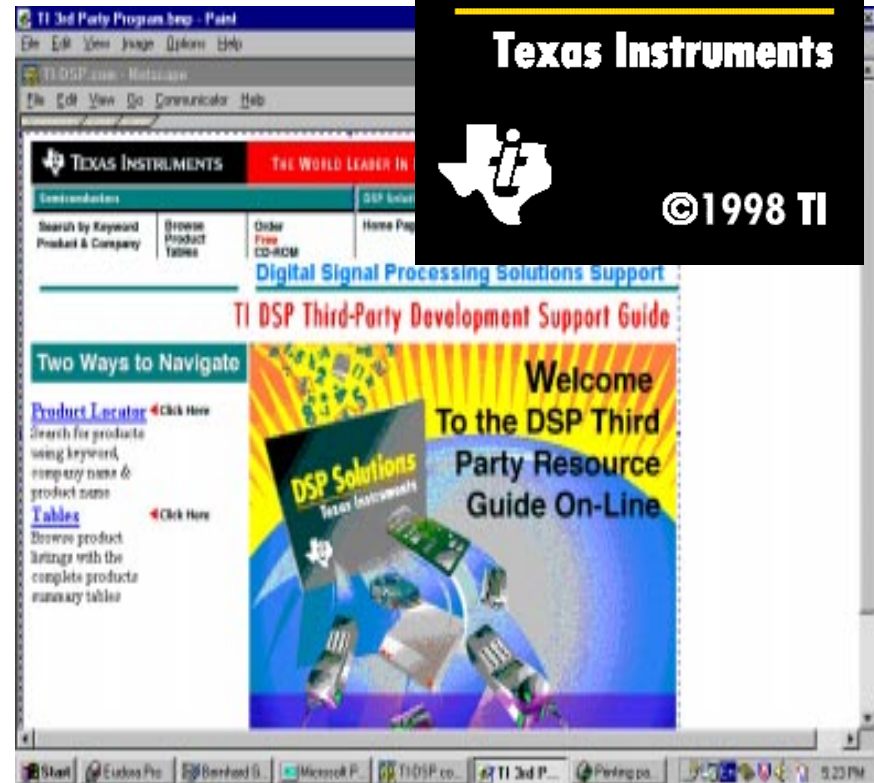 TI 3rd Party Program.bmp - Paint
File Edit View Image Options Help
TI DSP.com - Netscape
File Edit View Go Communicator Help
Texas Instruments
©1998 TI
TEXAS INSTRUMENTS
THE WORLD LEADER IN
Semiconductors
DSP Solut
Search by Keyword
Product & Company
Browse
Product
Tables
Order
Free
CD-ROM
Home Pag
Digital Signal Processing Solutions Support
TI DSP Third-Party Development Support Guide
Two Ways to Navigate
Product Locator Click Here
Search for products
using keyword,
company name &
product name
Tables Click Here
Browse product
listings with the
complete products
summary tables
Welcome
To the DSP Third
Party Resource
Guide On-Line
DSP Solutions
Texas Instruments
Start Eudora Pro Bernhard G.. Microsoft P... TI DSP co... TI 3rd P... Printing pa... 5:23 PM